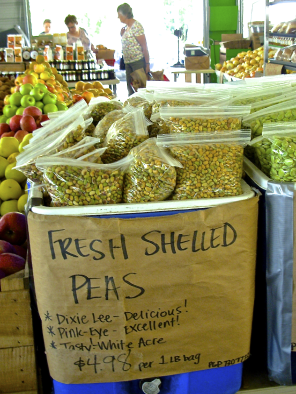 FRESH SHELLED
PEAS
* Dixie Lee - Delicious!
* Pink-Eye - EXCELLENT!
* Tasty-White Acre
$4.98 per 1 LB bag